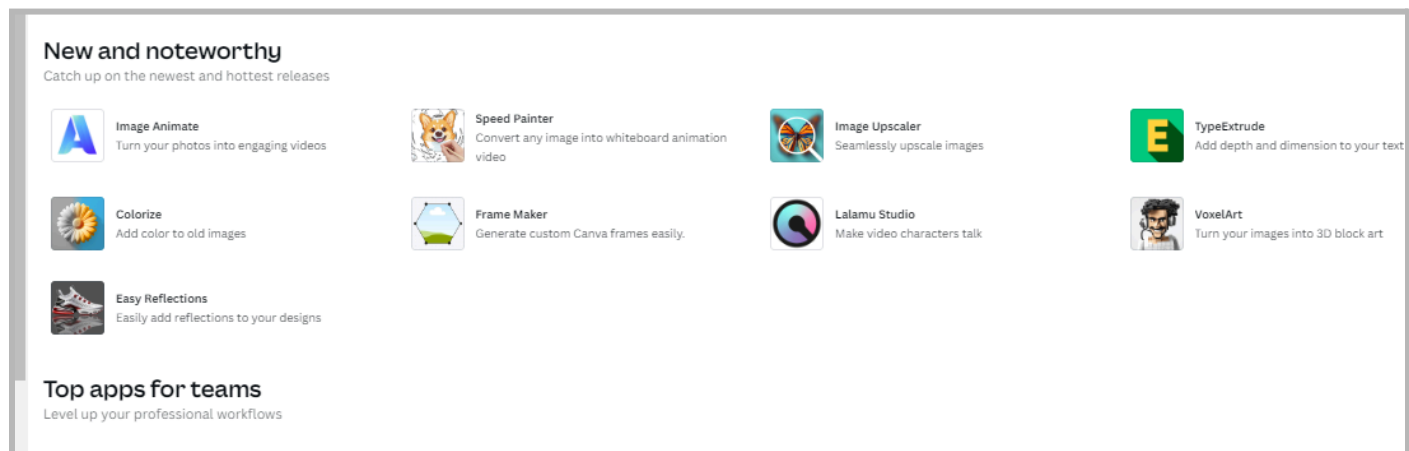 New and noteworthy
Catch up on the newest and hottest releases
A
Image Animate
Turn your photos into engaging videos
Speed Painter
Convert any image into whiteboard animation
video
Image Upscaler
Seamlessly upscale images
E
TypeExtrude
Add depth and dimension to your text
Colorize
Add color to old images
Frame Maker
Generate custom Canva frames easily.
Lalamu Studio
Make video characters talk
VoxelArt
Turn your images into 3D block art
Easy Reflections
Easily add reflections to your designs
Top apps for teams
Level up your professional workflows